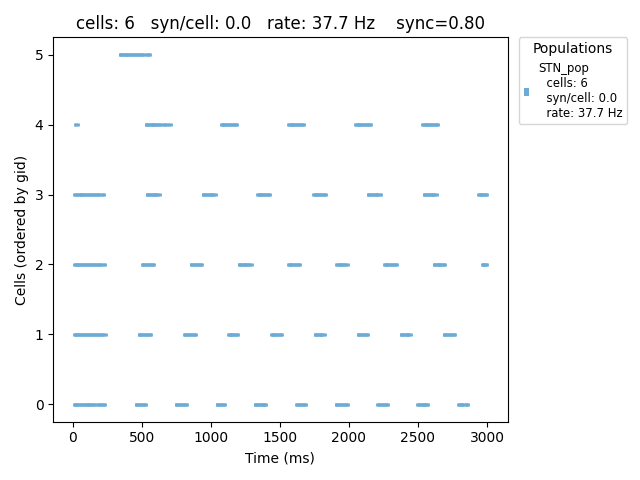 cells: 6   syn/cell: 0.0   rate: 37.7 Hz    sync=0.80
Populations
STN_pop
cells: 6
syn/cell: 0.0
rate: 37.7 Hz
Cells (ordered by gid)
5
4
3
2
1
0
0 500 1000 1500 2000 2500 3000
Time (ms)